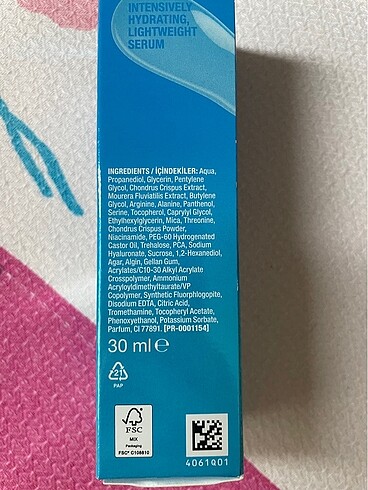 INTENSIVELY
HYDRATING,
LIGHTWEIGHT
SERUM
INGREDIENTS / İÇİNDEKİLER: Aqua,
Propanediol, Glycerin, Pentylene
Glycol, Chondrus Crispus Extract,
Mourera Fluviatilis Extract, Butylene
Glycol, Arginine, Alanine, Panthenol,
Serine, Tocopherol, Caprylyl Glycol,
Ethylhexylglycerin, Mica, Threonine,
Chondrus Crispus Powder,
Niacinamide, PEG-60 Hydrogenated
Castor Oil, Trehalose, PCA, Sodium
Hyaluronate, Sucrose, 1,2-Hexanediol,
Agar, Algin, Gellan Gum,
Acrylates/C10-30 Alkyl Acrylate
Crosspolymer, Ammonium
Acryloyldimethyltaurate/VP
Copolymer, Synthetic Fluorphlogopite,
Disodium EDTA, Citric Acid,
Tromethamine, Tocopheryl Acetate,
Phenoxyethanol, Potassium Sorbate,
Parfum, CI 77891. [PR-0001154]
30 ml e
21
PAP
FSC
MIX
Packaging
FSC® C108810
4061Q01